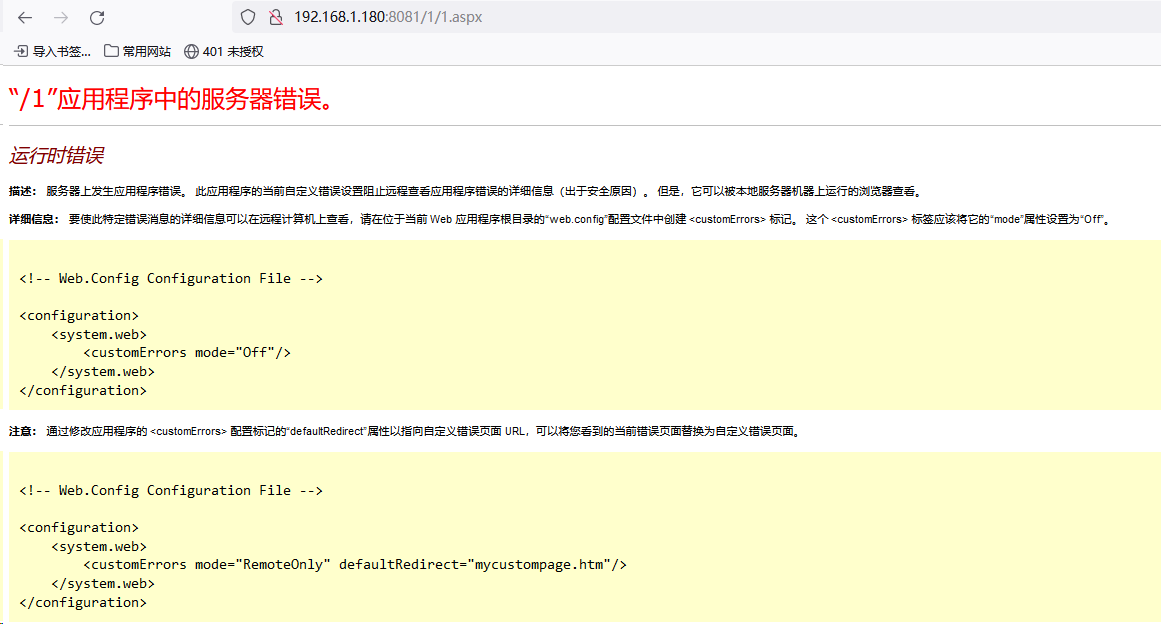 192.168.1.180:8081/1/1.aspx
导入书签... 常用网站 401 未授权
“/1”应用程序中的服务器错误。
运行时错误
描述: 服务器上发生应用程序错误。 此应用程序的当前自定义错误设置阻止远程查看应用程序错误的详细信息（出于安全原因）。 但是，它可以被本地服务器机器上运行的浏览器查看。
详细信息: 要使此特定错误消息的详细信息可以在远程计算机上查看，请在位于当前 Web 应用程序根目录的“web.config”配置文件中创建 <customErrors> 标记。 这个 <customErrors> 标签应该将它的“mode”属性设置为“Off”。
<!-- Web.Config Configuration File -->
<configuration>
    <system.web>
        <customErrors mode="Off"/>
    </system.web>
</configuration>
注意: 通过修改应用程序的 <customErrors> 配置标记的“defaultRedirect”属性以指向自定义错误页面 URL，可以将您看到的当前错误页面替换为自定义错误页面。
<!-- Web.Config Configuration File -->
<configuration>
    <system.web>
        <customErrors mode="RemoteOnly" defaultRedirect="mycustompage.htm"/>
    </system.web>
</configuration>